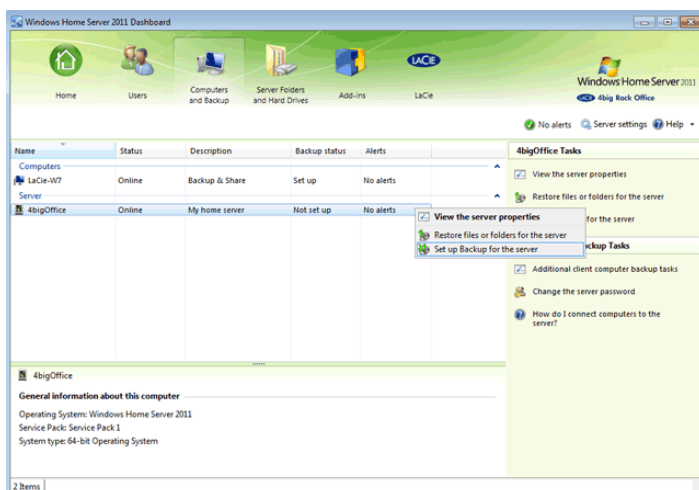 Windows Home Server 2011 Dashboard
Home
Users
Computers
and Backup
Server Folders
and Hard Drives
Add-ins
LaCie
LACIE
Windows Home Server 2011
LACIE 4big Rack Office
No alerts Server settings Help
Name Status Description Backup status Alerts
Computers
LaCie-W7 Online Backup & Share Set up No alerts
Server
4bigOffice Online My home server Not set up No alerts
View the server properties
Restore files or folders for the server
Set up Backup for the server
4bigOffice Tasks
View the server properties
Restore files or folders for the server
for the server
ckup Tasks
Additional client computer backup tasks
Change the server password
How do I connect computers to the
server?
4bigOffice
General information about this computer
Operating System: Windows Home Server 2011
Service Pack: Service Pack 1
System type: 64-bit Operating System
2 Items